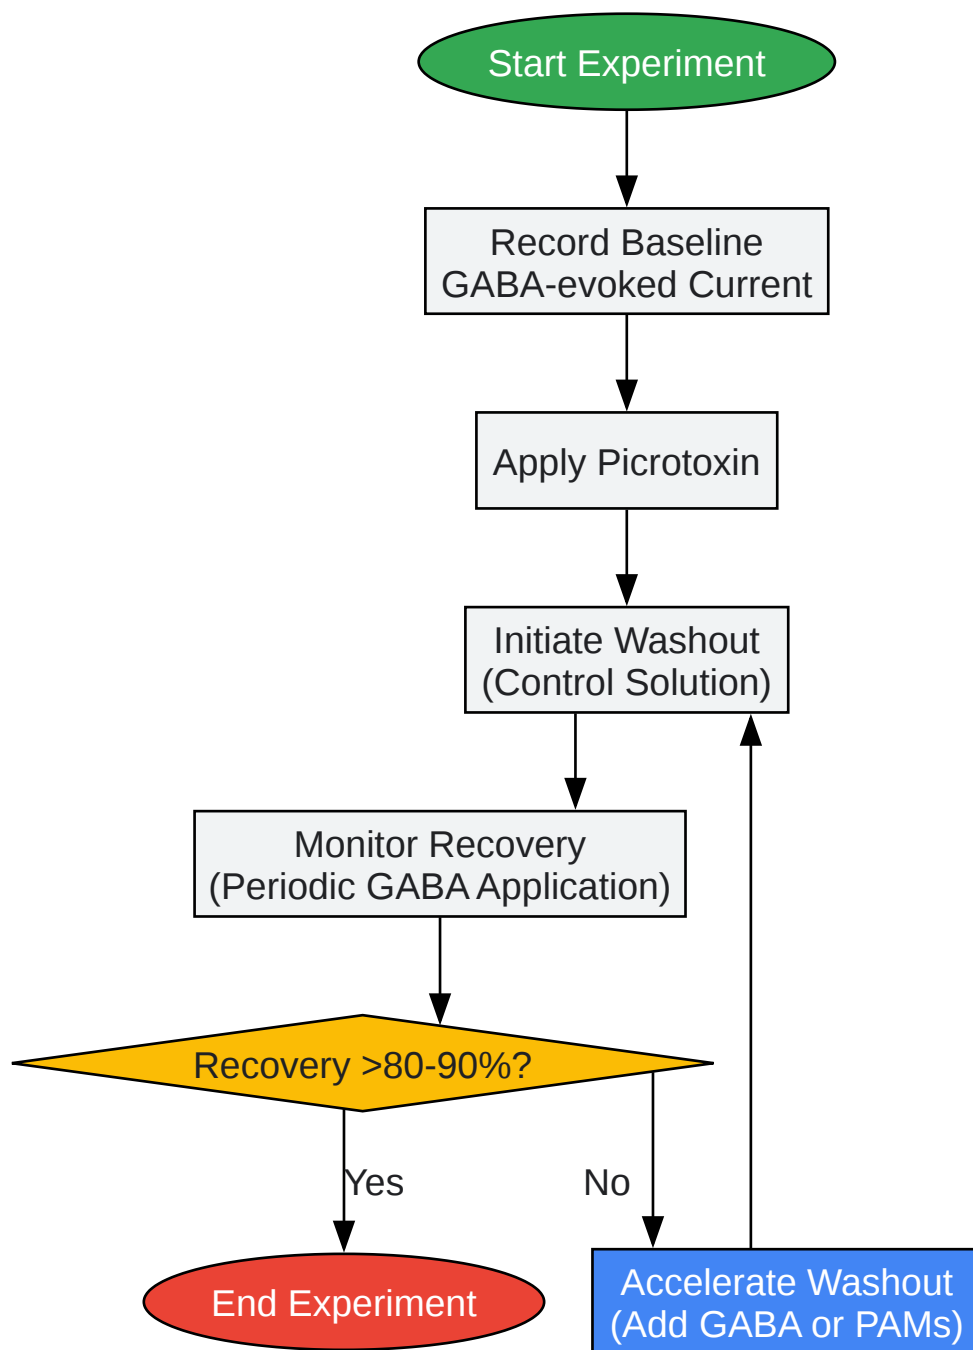 Start Experiment
Record Baseline
GABA-evoked Current
Apply Picrotoxin
Initiate Washout
(Control Solution)
Monitor Recovery
(Periodic GABA Application)
Recovery >80-90%?
Yes
No
End Experiment
Accelerate Washout
(Add GABA or PAMs)